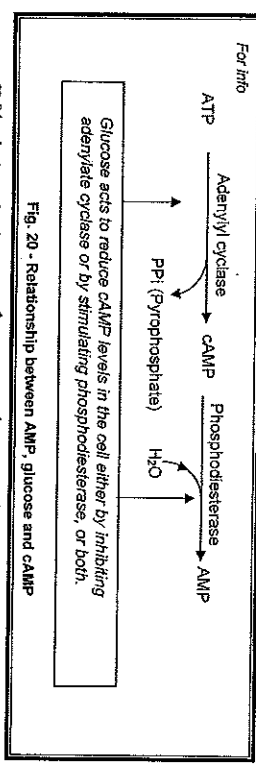 For info
ATP Adenylyl cyclase cAMP Phosphodiesterase AMP
PPi (Pyrophosphate) H₂O
Glucose acts to reduce cAMP levels in the cell either by inhibiting
adenylate cyclase or by stimulating phosphodiesterase, or both.
Fig. 20 - Relationship between AMP, glucose and cAMP